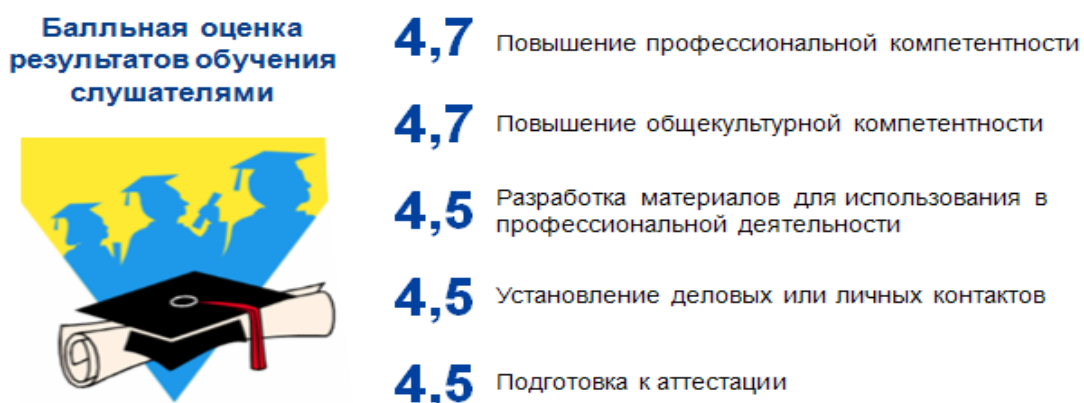 Балльная оценка
результатов обучения
слушателями
4,7 Повышение профессиональной компетентности
4,7 Повышение общекультурной компетентности
4,5 Разработка материалов для использования в
профессиональной деятельности
4,5 Установление деловых или личных контактов
4,5 Подготовка к аттестации